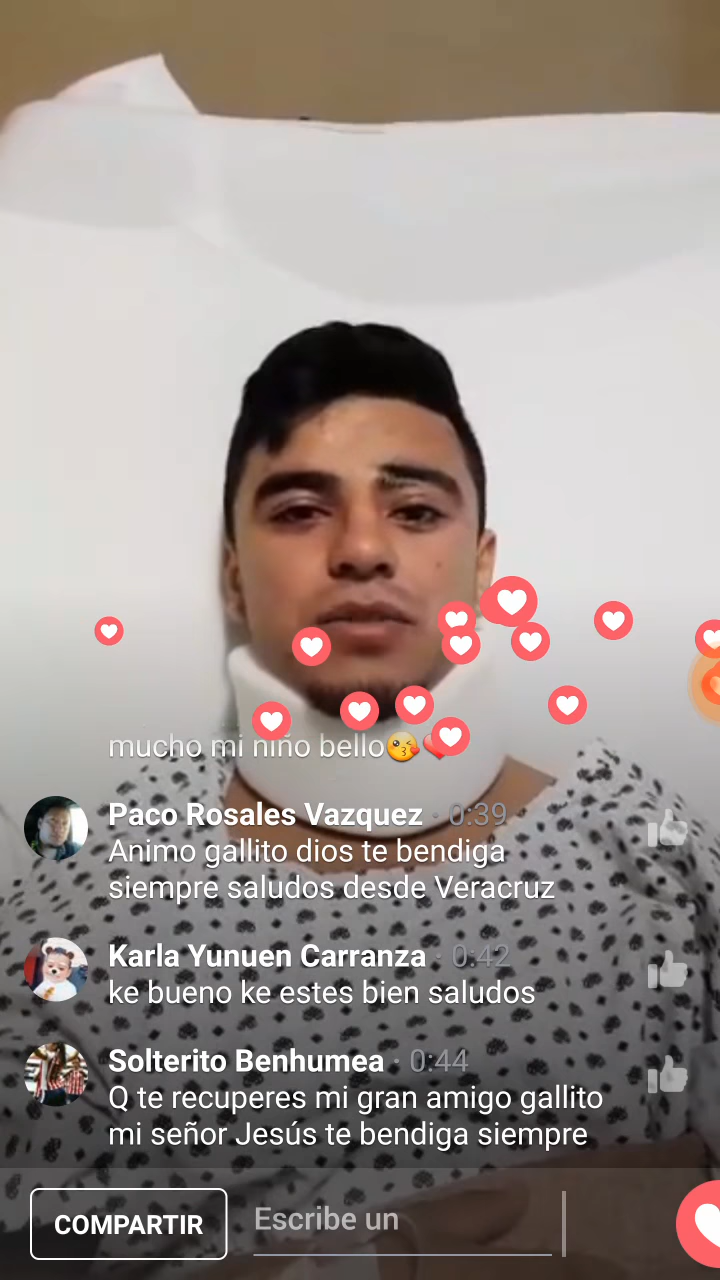 mucho mi niño bello😘❤
Paco Rosales Vazquez · 0:39
Animo gallito dios te bendiga
siempre saludos desde Veracruz
Karla Yunuen Carranza · 0:42
ke bueno ke estes bien saludos
Solterito Benhumea · 0:44
Q te recuperes mi gran amigo gallito
mi señor Jesús te bendiga siempre
COMPARTIR
Escribe un